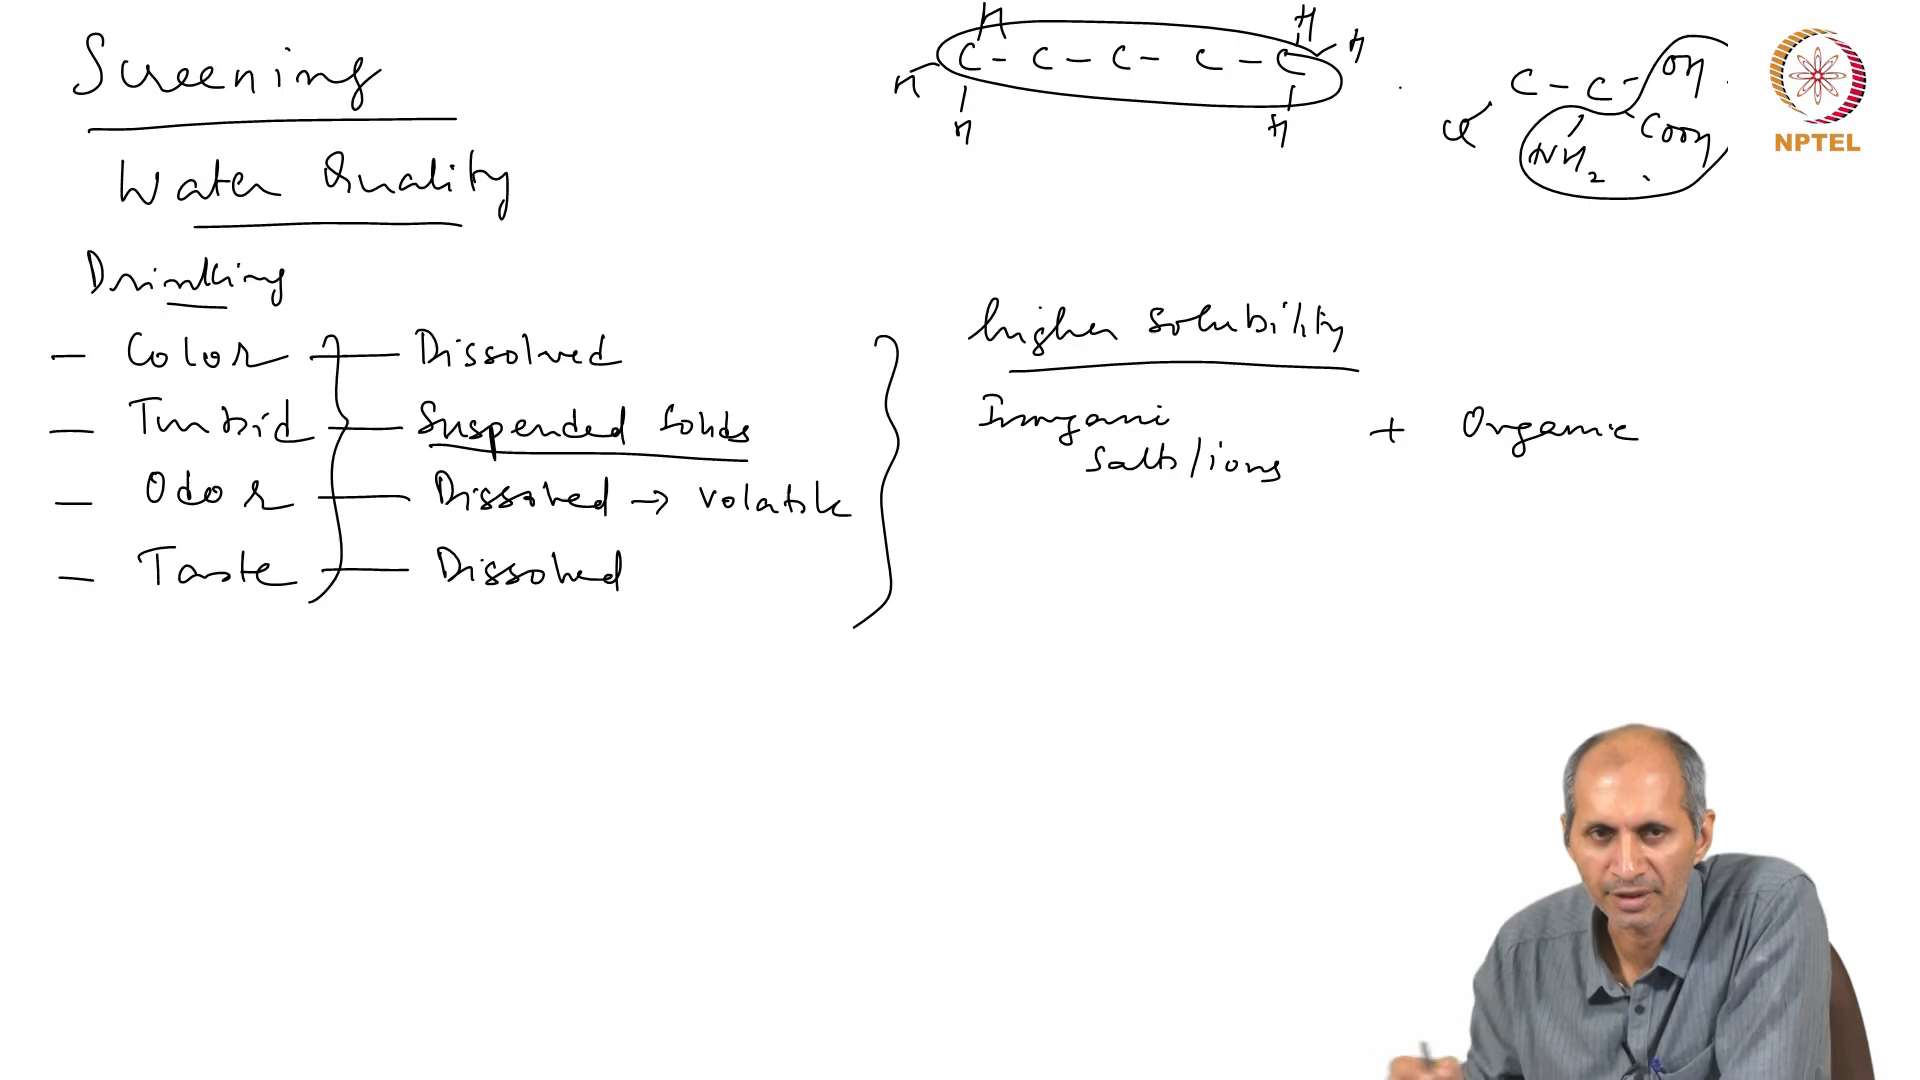 Screening
Water Quality
Drinking
— Color — Dissolved
— Turbid — Suspended Solids
— Odor — Dissolved → volatile
— Taste — Dissolved
H H
H C - C - C - C - C H
H H
C - C - OH
Cl COOH
NH2
higher solubility
Inorganic + Organic
salts/ions
NPTEL